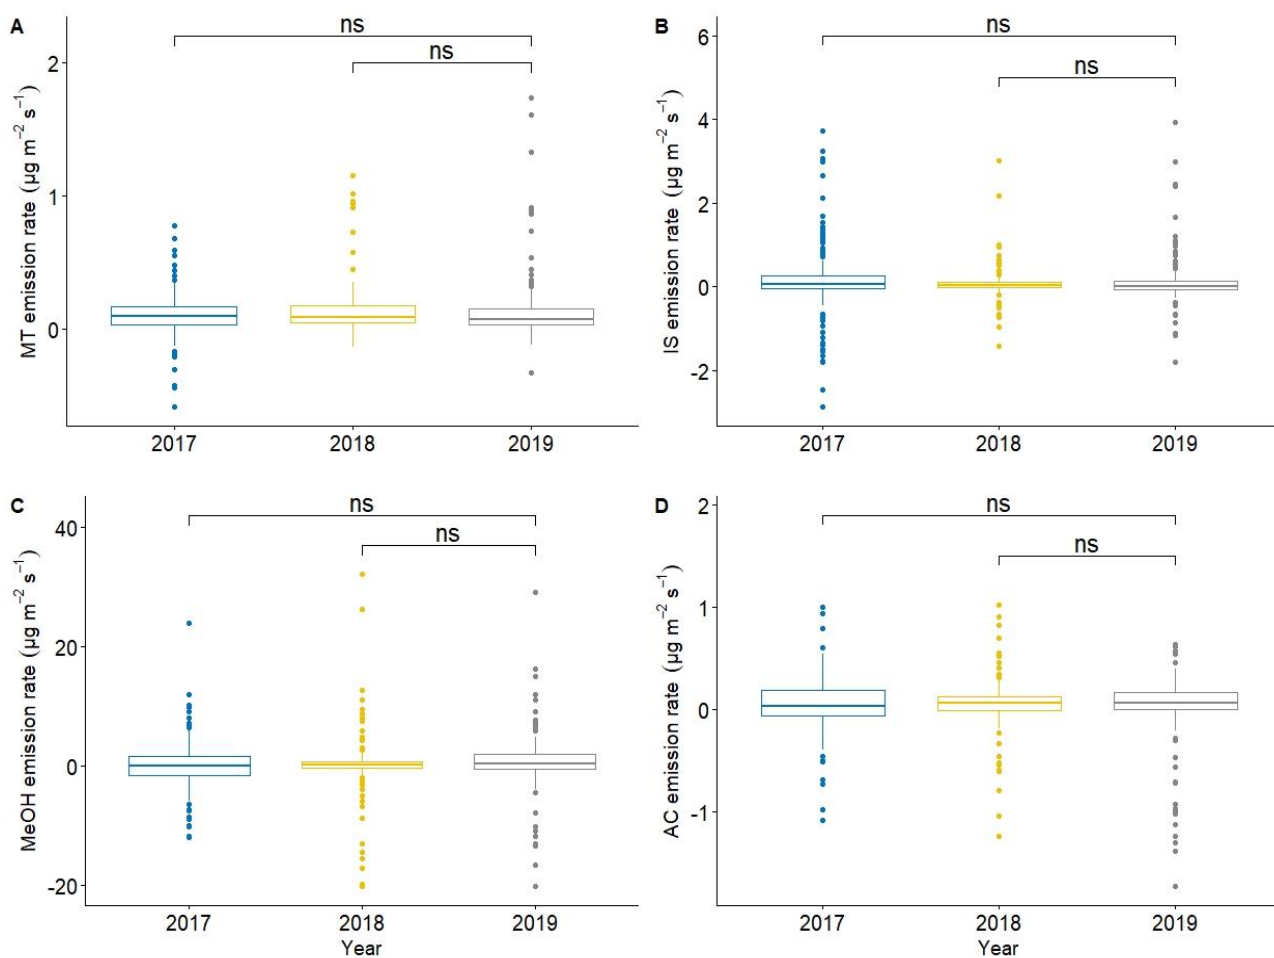 A
ns
ns
MT emission rate (µg m−2 s−1)
2
1
0
2017 2018 2019
B
ns
ns
IS emission rate (µg m−2 s−1)
6
4
2
0
-2
2017 2018 2019
C
ns
ns
MeOH emission rate (µg m−2 s−1)
40
20
0
-20
2017 2018 2019
Year
D
ns
ns
AC emission rate (µg m−2 s−1)
2
1
0
-1
2017 2018 2019
Year